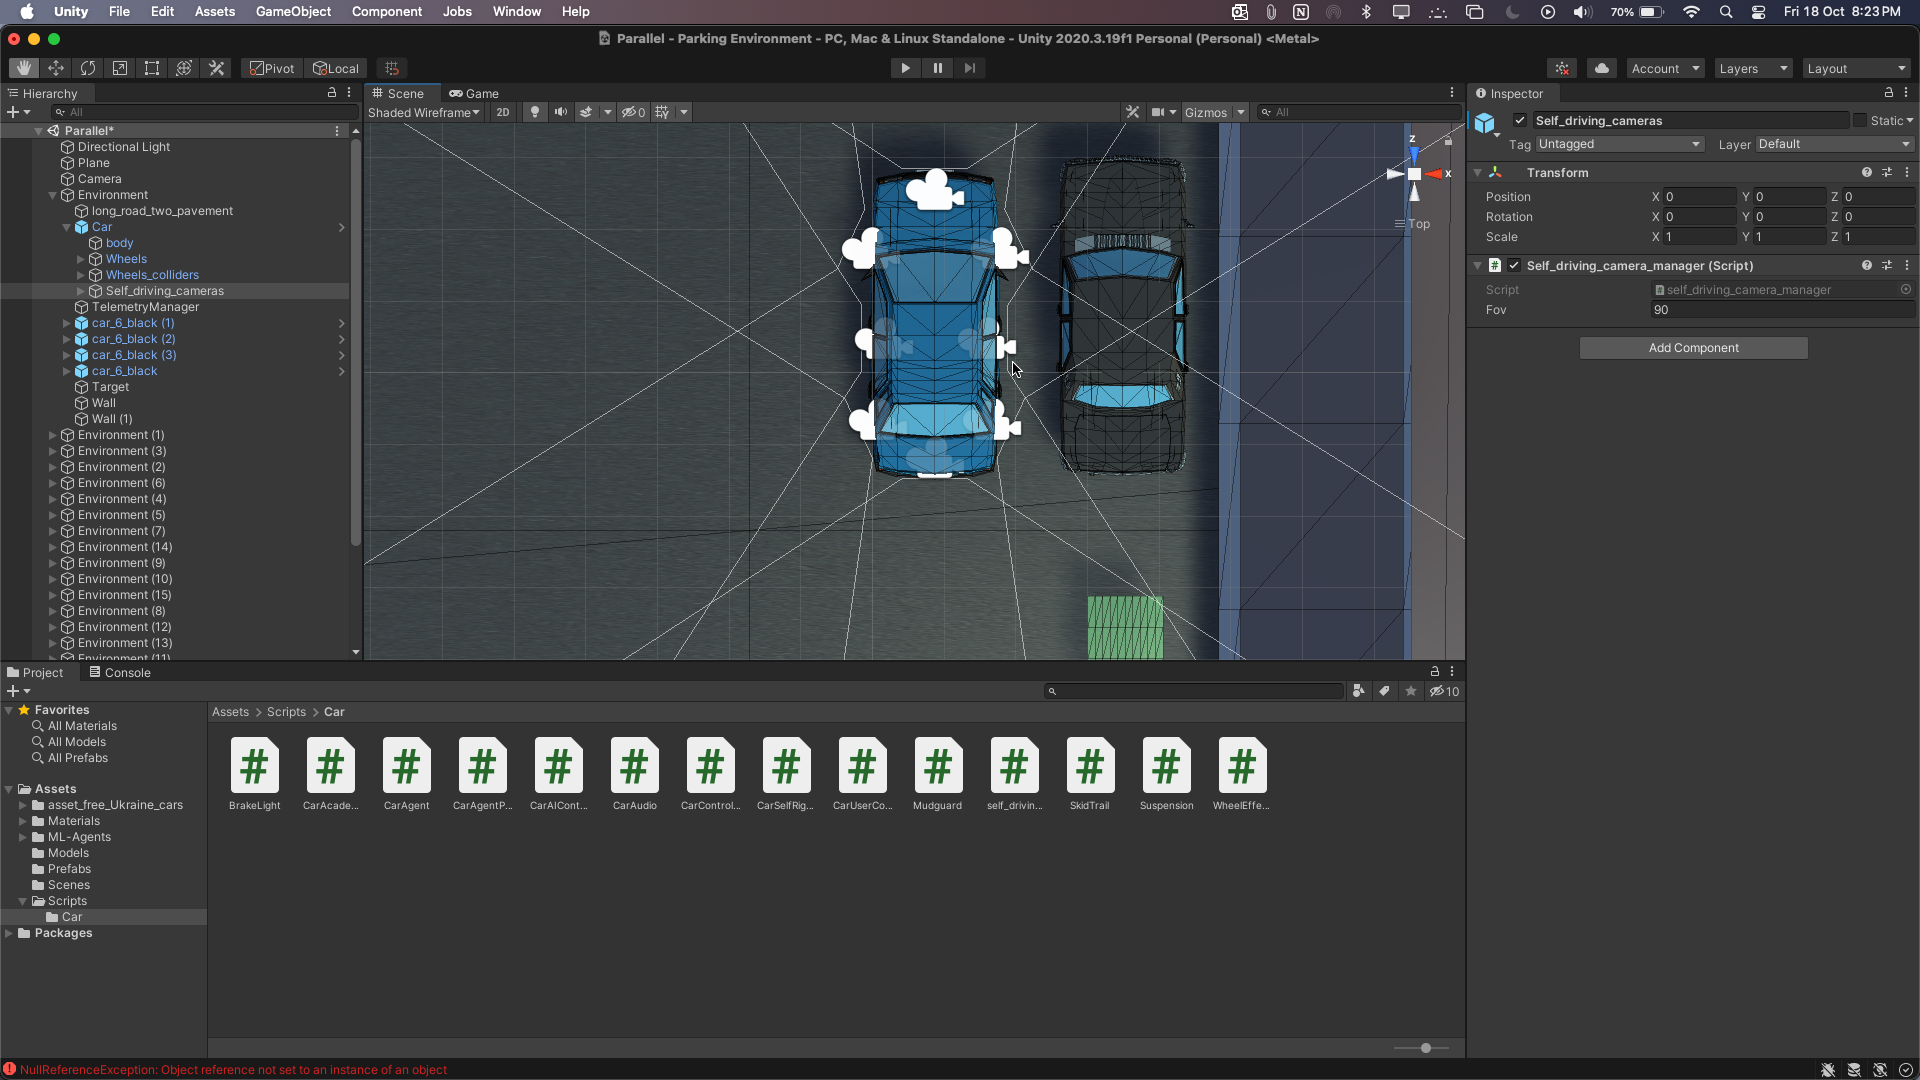 Unity File Edit Assets GameObject Component Jobs Window Help 70% Fri 18 Oct 8:23 PM
Parallel - Parking Environment - PC, Mac & Linux Standalone - Unity 2020.3.19f1 Personal (Personal) <Metal>
Pivot Local Account Layers Layout
Hierarchy
All
Parallel*
Directional Light
Plane
Camera
Environment
long_road_two_pavement
Car
body
Wheels
Wheels_colliders
Self_driving_cameras
TelemetryManager
car_6_black (1)
car_6_black (2)
car_6_black (3)
car_6_black
Target
Wall
Wall (1)
Environment (1)
Environment (3)
Environment (2)
Environment (6)
Environment (4)
Environment (5)
Environment (7)
Environment (14)
Environment (9)
Environment (10)
Environment (15)
Environment (8)
Environment (12)
Environment (13)
Environment (11)
Scene Game
Shaded Wireframe 2D 0 Gizmos All
z
x
Top
Inspector
Self_driving_cameras Static
Tag Untagged Layer Default
Transform
Position X 0 Y 0 Z 0
Rotation X 0 Y 0 Z 0
Scale X 1 Y 1 Z 1
Self_driving_camera_manager (Script)
Script self_driving_camera_manager
Fov 90
Add Component
Project Console
10
Favorites
All Materials
All Models
All Prefabs
Assets
asset_free_Ukraine_cars
Materials
ML-Agents
Models
Prefabs
Scenes
Scripts
Car
Packages
Assets > Scripts > Car
BrakeLight CarAcade... CarAgent CarAgentP... CarAICont... CarAudio CarControl... CarSelfRig... CarUserCo... Mudguard self_drivin... SkidTrail Suspension WheelEffe...
NullReferenceException: Object reference not set to an instance of an object